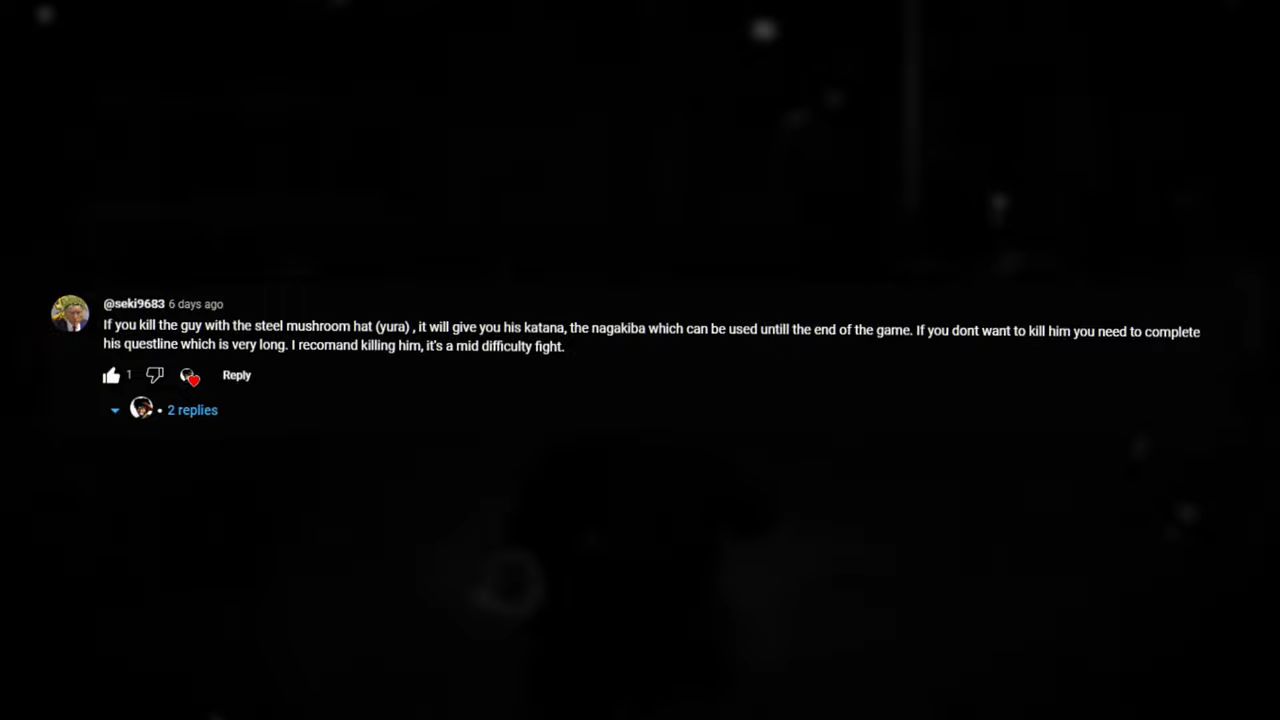 @seki9683 6 days ago
If you kill the guy with the steel mushroom hat (yura) , it will give you his katana, the nagakiba which can be used untill the end of the game. If you dont want to kill him you need to complete
his questline which is very long. I recomand killing him, it's a mid difficulty fight.
1 Reply
• 2 replies